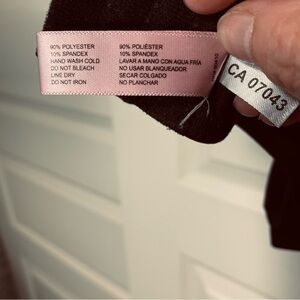 90% POLYESTER
10% SPANDEX
HAND WASH COLD
DO NOT BLEACH
LINE DRY
DO NOT IRON
90% POLIÉSTER
10% SPANDEX
LAVAR A MANO CON AGUA FRÍA
NO USAR BLANQUEADOR
SECAR COLGADO
NO PLANCHAR
CA 07043